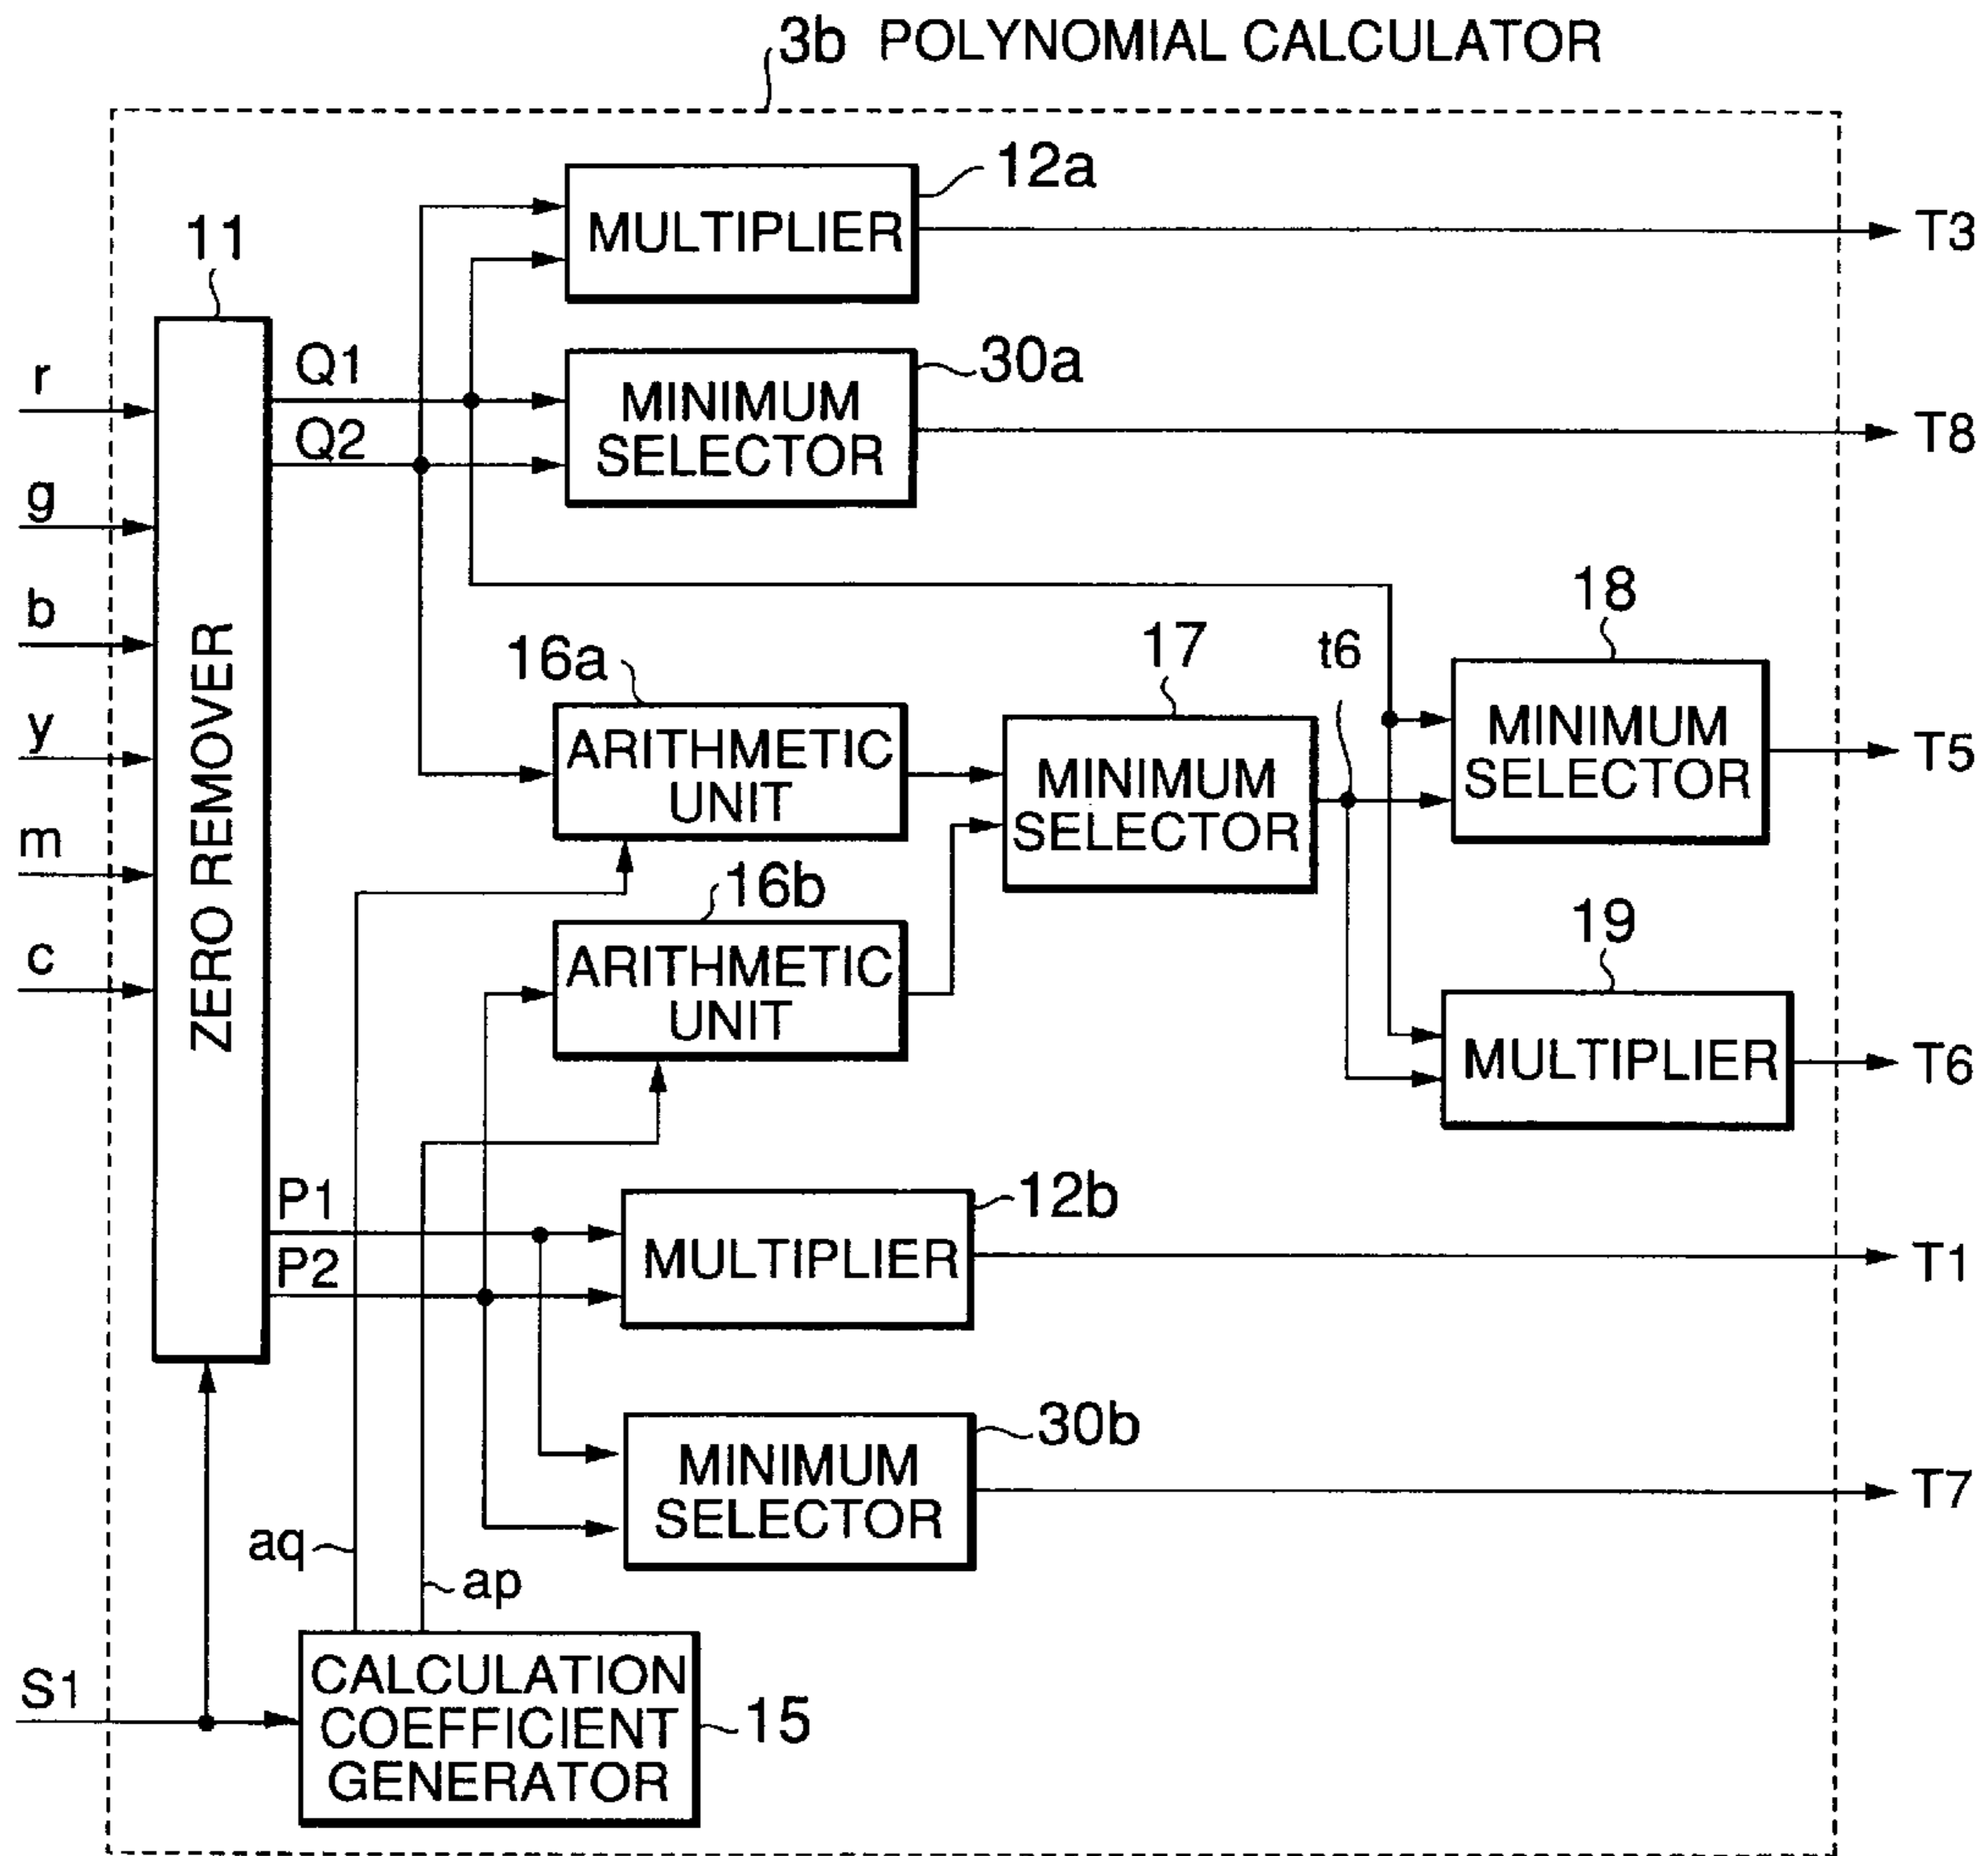 3b POLYNOMIAL CALCULATOR
12a
MULTIPLIER
T3
11
Q1
30a
r
MINIMUM
SELECTOR
T8
Q2
g
b
18
17
t6
16a
y
ARITHMETIC
UNIT
MINIMUM
SELECTOR
MINIMUM
SELECTOR
T5
ZERO REMOVER
m
16b
19
c
ARITHMETIC
UNIT
MULTIPLIER
T6
P1
12b
P2
MULTIPLIER
T1
30b
MINIMUM
SELECTOR
T7
aq
ap
S1
CALCULATION
COEFFICIENT
GENERATOR
15